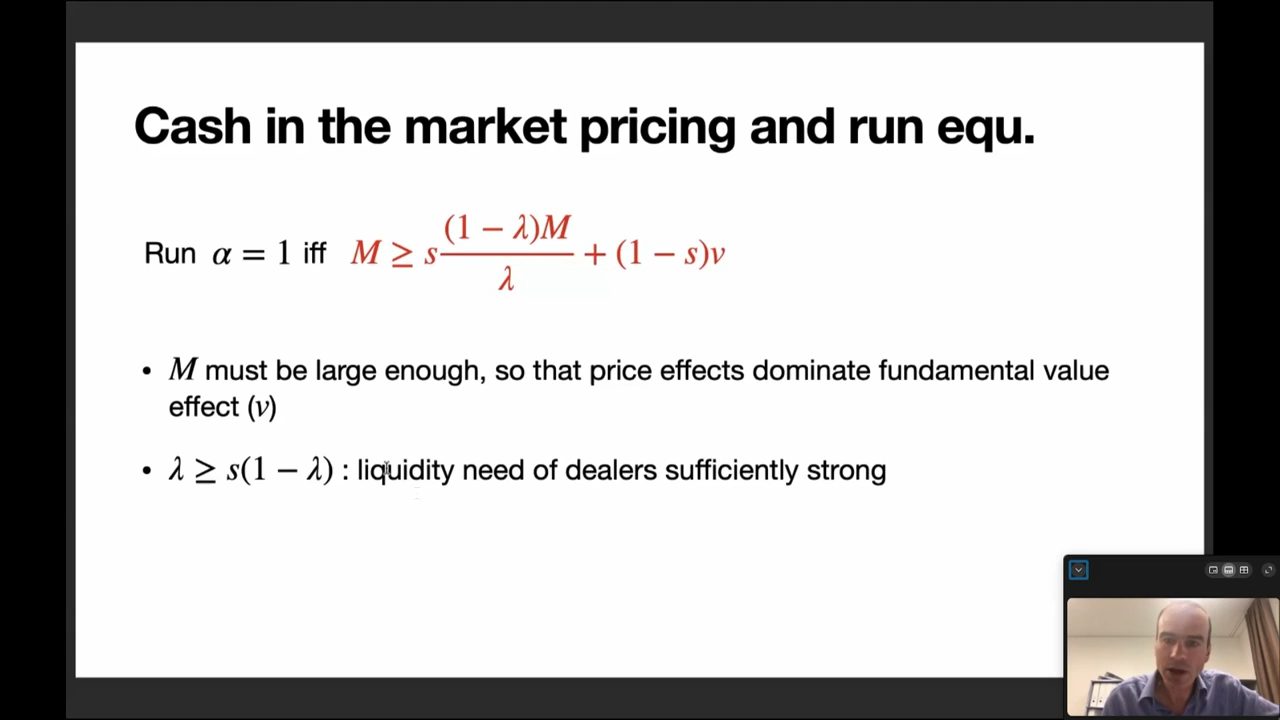 Cash in the market pricing and run equ.
Run α = 1 iff M ≥ s (1 − λ)M / λ + (1 − s)v
• M must be large enough, so that price effects dominate fundamental value
effect (v)
• λ ≥ s(1 − λ) : liquidity need of dealers sufficiently strong